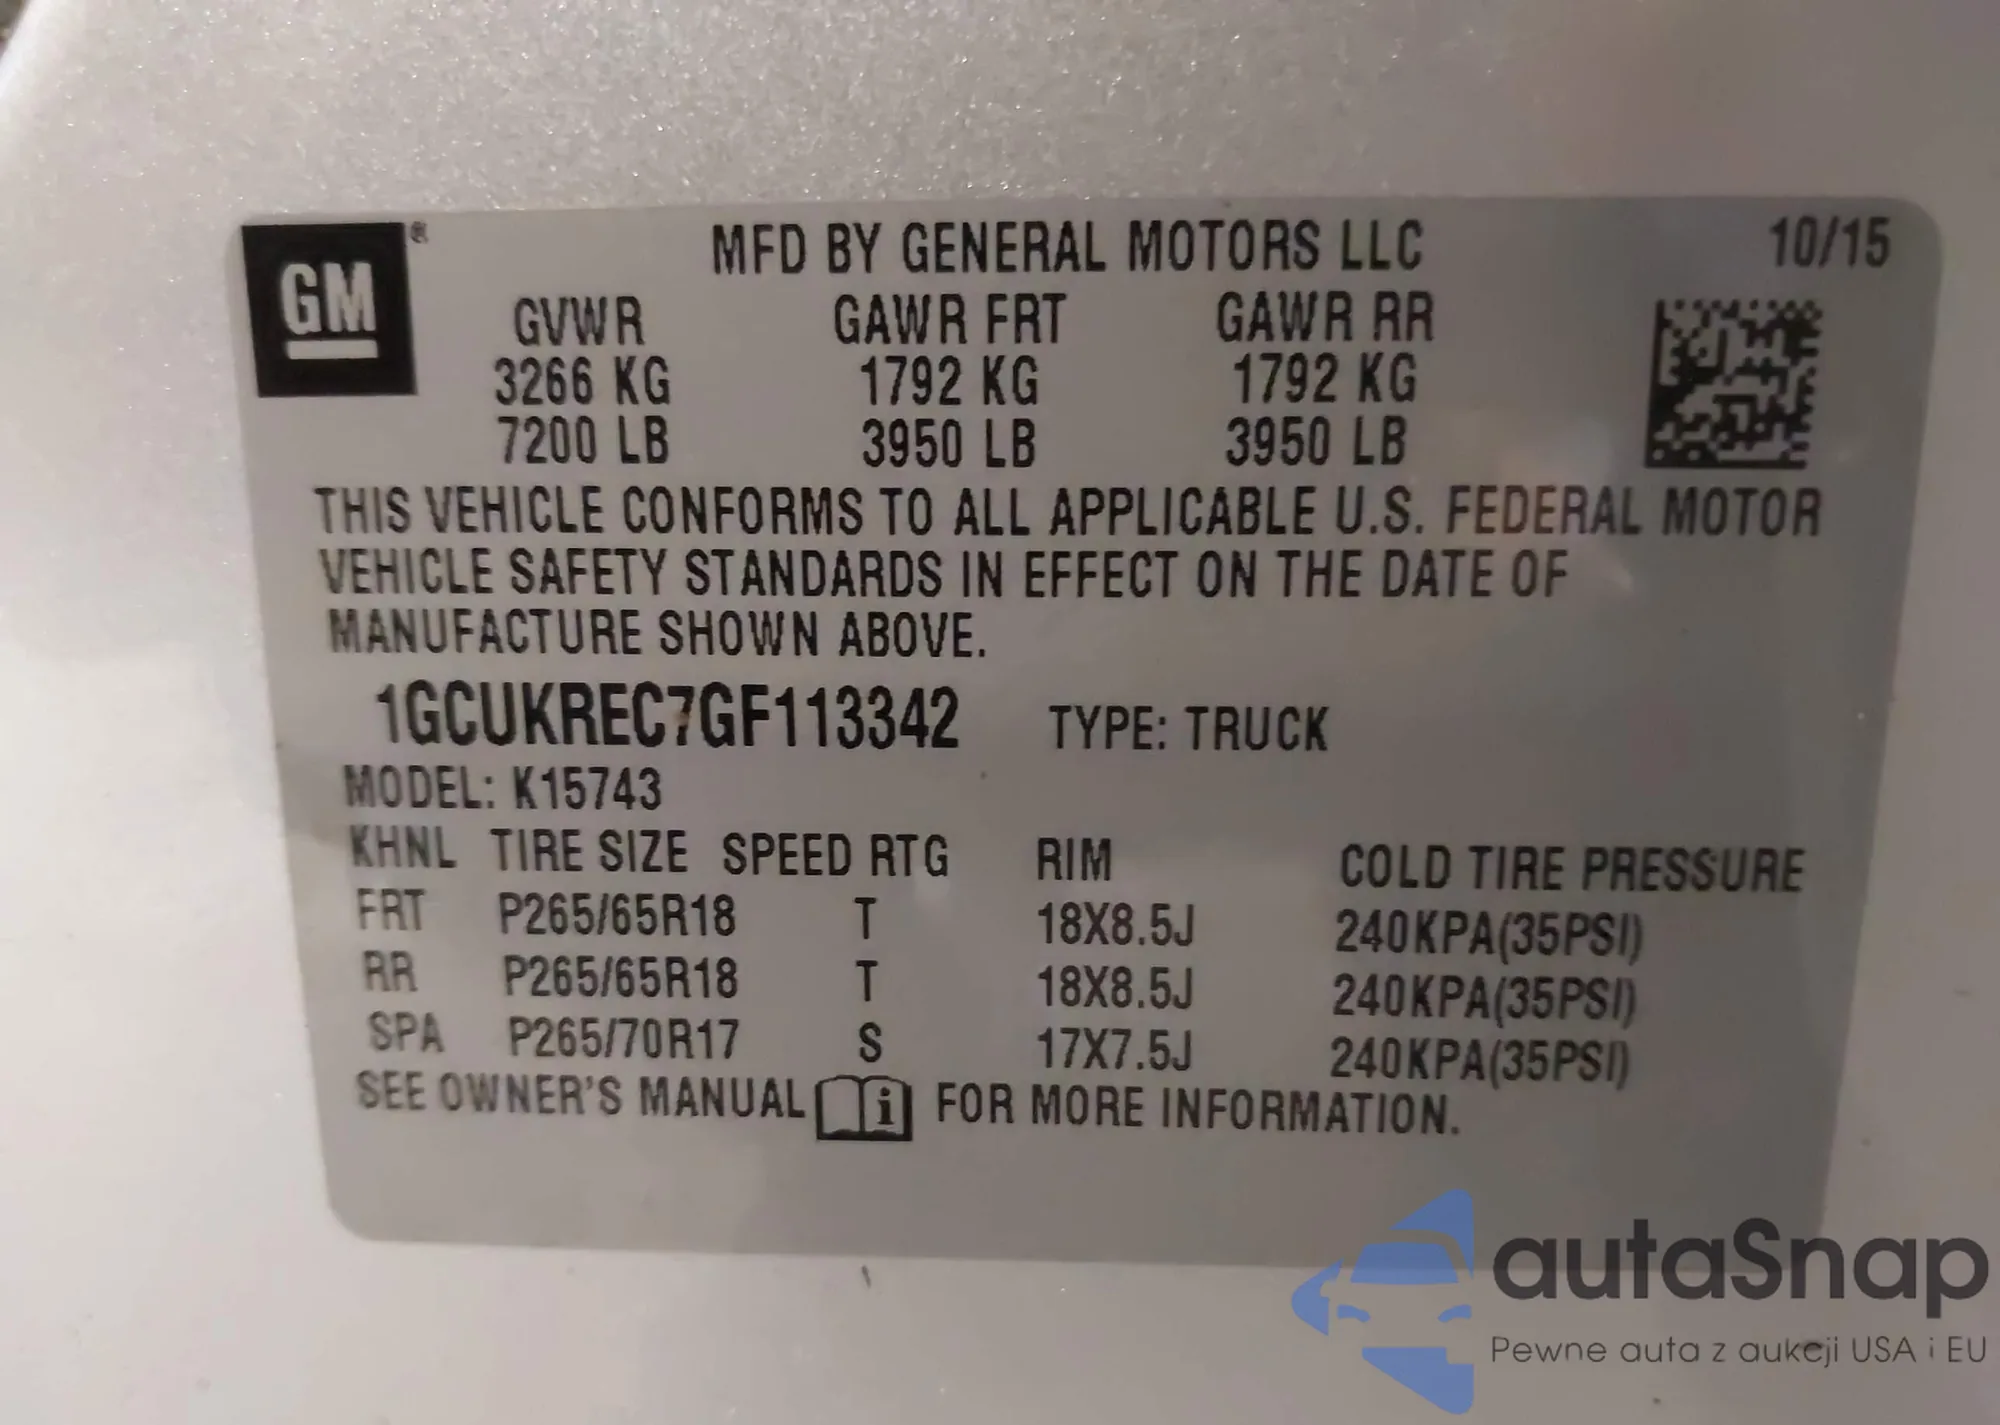 GM ® MFD BY GENERAL MOTORS LLC 10/15
GVWR GAWR FRT GAWR RR
3266 KG 1792 KG 1792 KG
7200 LB 3950 LB 3950 LB
THIS VEHICLE CONFORMS TO ALL APPLICABLE U.S. FEDERAL MOTOR
VEHICLE SAFETY STANDARDS IN EFFECT ON THE DATE OF
MANUFACTURE SHOWN ABOVE.
1GCUKREC7GF113342 TYPE: TRUCK
MODEL: K15743
KHNL TIRE SIZE SPEED RTG RIM COLD TIRE PRESSURE
FRT P265/65R18 T 18X8.5J 240KPA(35PSI)
RR P265/65R18 T 18X8.5J 240KPA(35PSI)
SPA P265/70R17 S 17X7.5J 240KPA(35PSI)
SEE OWNER'S MANUAL i FOR MORE INFORMATION.
autaSnap
Pewne auta z aukcji USA i EU